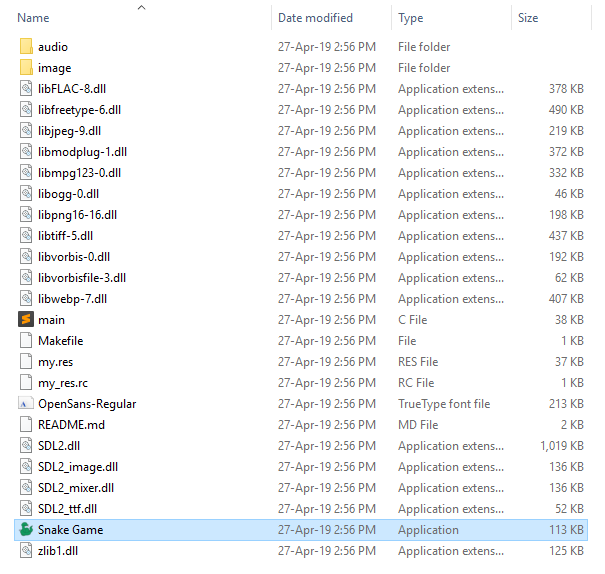 Name Date modified Type Size
audio 27-Apr-19 2:56 PM File folder
image 27-Apr-19 2:56 PM File folder
libFLAC-8.dll 27-Apr-19 2:56 PM Application extens... 378 KB
libfreetype-6.dll 27-Apr-19 2:56 PM Application extens... 490 KB
libjpeg-9.dll 27-Apr-19 2:56 PM Application extens... 219 KB
libmodplug-1.dll 27-Apr-19 2:56 PM Application extens... 372 KB
libmpg123-0.dll 27-Apr-19 2:56 PM Application extens... 332 KB
libogg-0.dll 27-Apr-19 2:56 PM Application extens... 46 KB
libpng16-16.dll 27-Apr-19 2:56 PM Application extens... 198 KB
libtiff-5.dll 27-Apr-19 2:56 PM Application extens... 437 KB
libvorbis-0.dll 27-Apr-19 2:56 PM Application extens... 192 KB
libvorbisfile-3.dll 27-Apr-19 2:56 PM Application extens... 62 KB
libwebp-7.dll 27-Apr-19 2:56 PM Application extens... 407 KB
main 27-Apr-19 2:56 PM C File 38 KB
Makefile 27-Apr-19 2:56 PM File 1 KB
my.res 27-Apr-19 2:56 PM RES File 37 KB
my_res.rc 27-Apr-19 2:56 PM RC File 1 KB
OpenSans-Regular 27-Apr-19 2:56 PM TrueType font file 213 KB
README.md 27-Apr-19 2:56 PM MD File 2 KB
SDL2.dll 27-Apr-19 2:56 PM Application extens... 1,019 KB
SDL2_image.dll 27-Apr-19 2:56 PM Application extens... 136 KB
SDL2_mixer.dll 27-Apr-19 2:56 PM Application extens... 136 KB
SDL2_ttf.dll 27-Apr-19 2:56 PM Application extens... 52 KB
Snake Game 27-Apr-19 2:56 PM Application 113 KB
zlib1.dll 27-Apr-19 2:56 PM Application extens... 125 KB